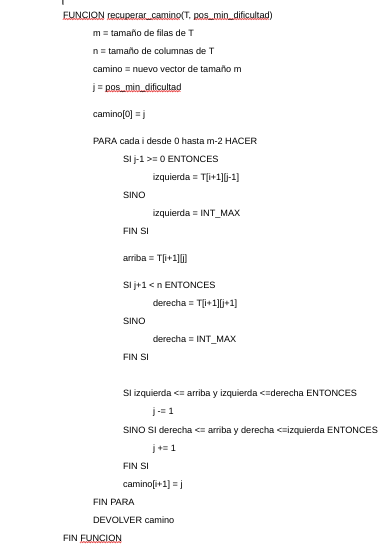 FUNCION recuperar_camino(T, pos_min_dificultad)
m = tamaño de filas de T
n = tamaño de columnas de T
camino = nuevo vector de tamaño m
j = pos_min_dificultad
camino[0] = j
PARA cada i desde 0 hasta m-2 HACER
SI j-1 >= 0 ENTONCES
izquierda = T[i+1][j-1]
SINO
izquierda = INT_MAX
FIN SI
arriba = T[i+1][j]
SI j+1 < n ENTONCES
derecha = T[i+1][j+1]
SINO
derecha = INT_MAX
FIN SI
SI izquierda <= arriba y izquierda <=derecha ENTONCES
j -= 1
SINO SI derecha <= arriba y derecha <=izquierda ENTONCES
j += 1
FIN SI
camino[i+1] = j
FIN PARA
DEVOLVER camino
FIN FUNCION